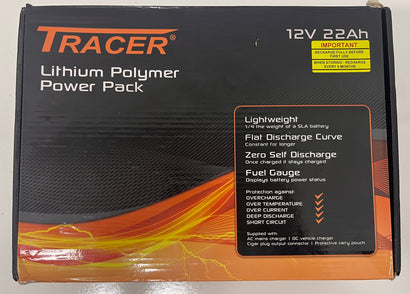 TRACER®
12V 22Ah
IMPORTANT
RECHARGE FULLY BEFORE
FIRST USE
WHEN STORING - RECHARGE
EVERY 6 MONTHS
Lithium Polymer
Power Pack
Lightweight
1/4 the weight of a SLA battery
Flat Discharge Curve
Constant for longer
Zero Self Discharge
Once charged it stays charged
Fuel Gauge
Displays battery power status
Protection against:
OVERCHARGE
OVER TEMPERATURE
OVER CURRENT
DEEP DISCHARGE
SHORT CIRCUIT
Supplied with
AC mains charger | DC vehicle charger
Cigar plug output connector | Protective carry pouch